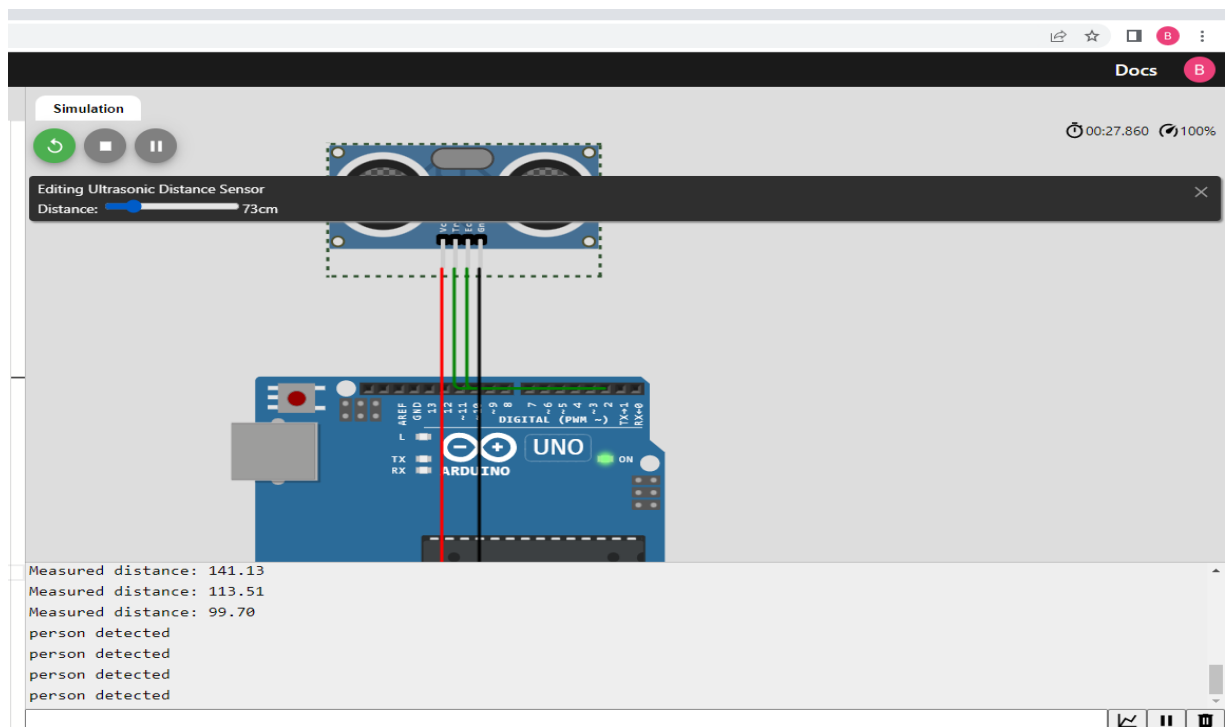 B
Docs B
Simulation
00:27.860 100%
Editing Ultrasonic Distance Sensor
Distance: 73cm
AREF
GND
13
12
~11
~10
~9
8
7
~6
~5
4
~3
2
TX→1
RX←0
DIGITAL (PWM ~)
L
UNO
TX
RX
ARDUINO
ON
Measured distance: 141.13
Measured distance: 113.51
Measured distance: 99.70
person detected
person detected
person detected
person detected